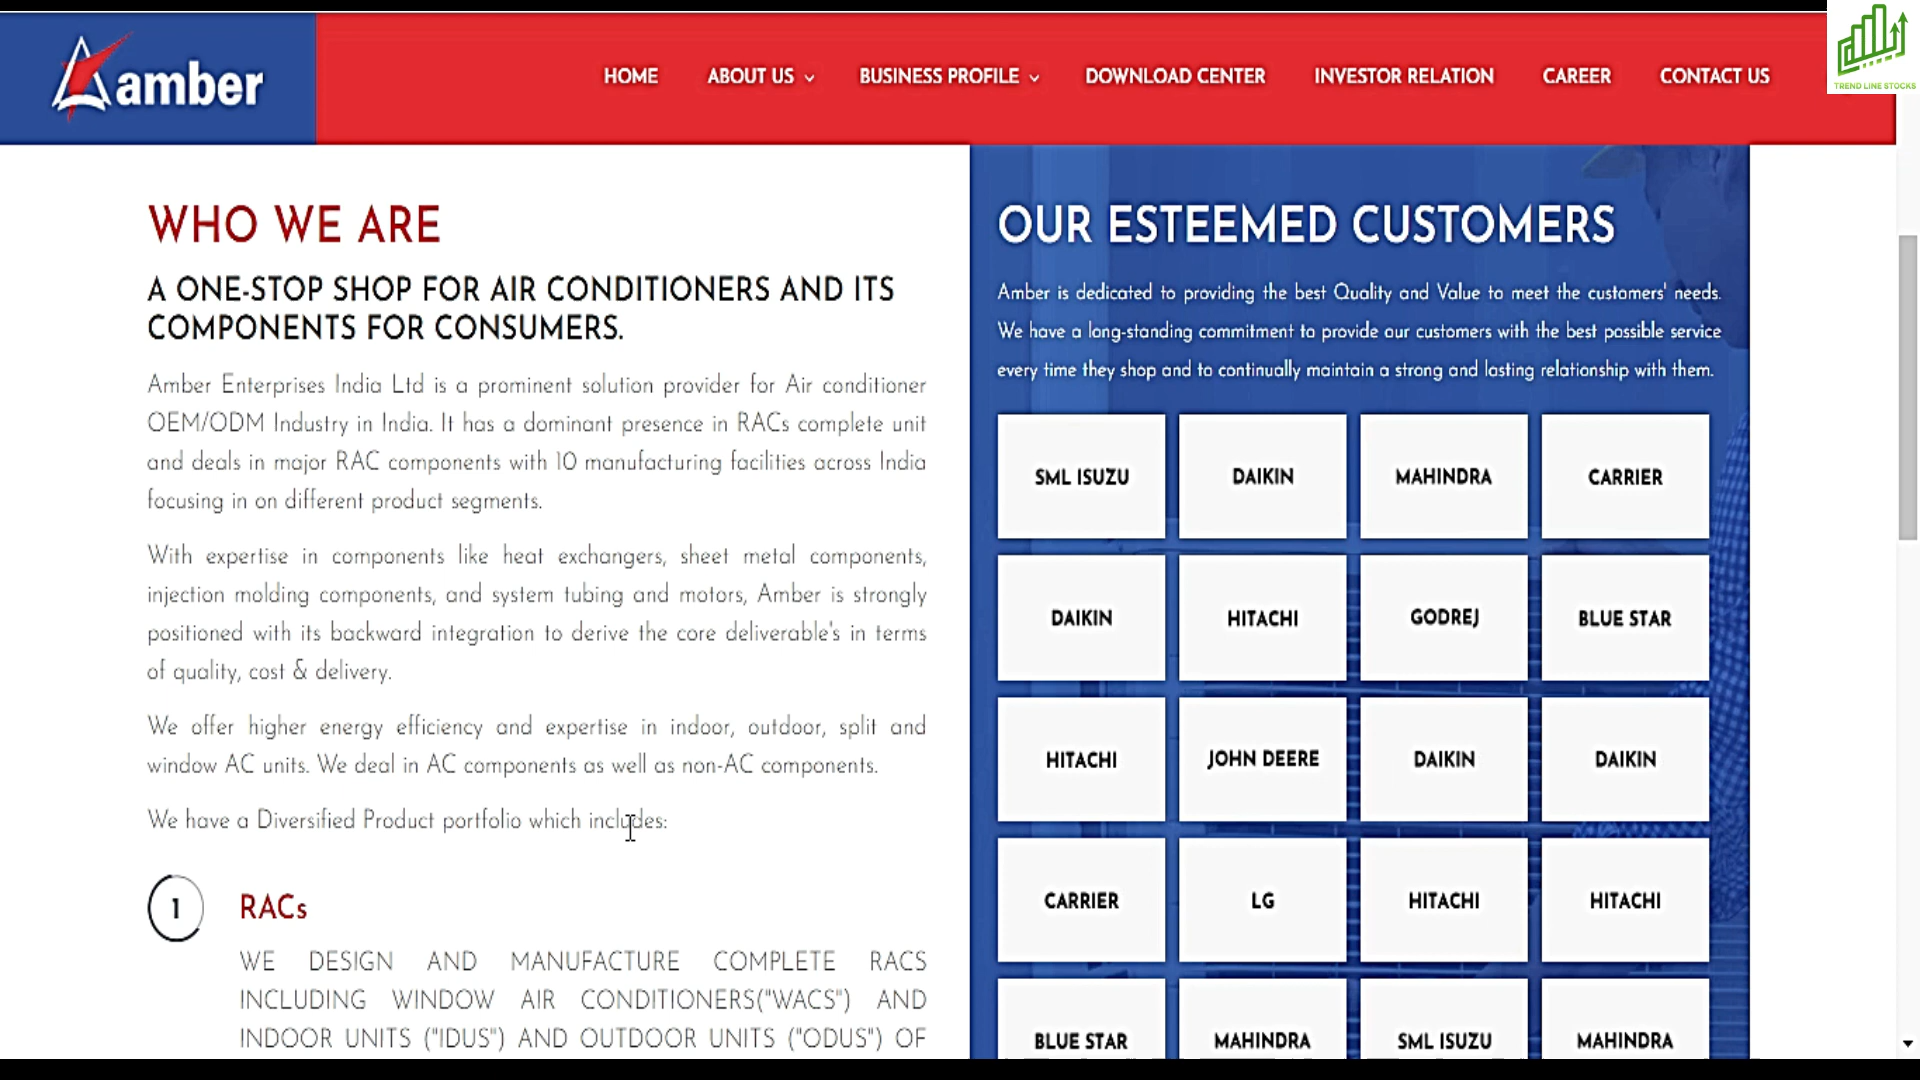 amber
HOME
ABOUT US
BUSINESS PROFILE
DOWNLOAD CENTER
INVESTOR RELATION
CAREER
CONTACT US
TREND LINE STOCKS
WHO WE ARE
A ONE-STOP SHOP FOR AIR CONDITIONERS AND ITS
COMPONENTS FOR CONSUMERS.
Amber Enterprises India Ltd is a prominent solution provider for Air conditioner
OEM/ODM Industry in India. It has a dominant presence in RACs complete unit
and deals in major RAC components with 10 manufacturing facilities across India
focusing in on different product segments.
With expertise in components like heat exchangers, sheet metal components,
injection molding components, and system tubing and motors, Amber is strongly
positioned with its backward integration to derive the core deliverable's in terms
of quality, cost & delivery.
We offer higher energy efficiency and expertise in indoor, outdoor, split and
window AC units. We deal in AC components as well as non-AC components.
We have a Diversified Product portfolio which includes:
1
RACs
WE DESIGN AND MANUFACTURE COMPLETE RACS
INCLUDING WINDOW AIR CONDITIONERS("WACS") AND
INDOOR UNITS ("IDUS") AND OUTDOOR UNITS ("ODUS") OF
OUR ESTEEMED CUSTOMERS
Amber is dedicated to providing the best Quality and Value to meet the customers' needs.
We have a long-standing commitment to provide our customers with the best possible service
every time they shop and to continually maintain a strong and lasting relationship with them.
SML ISUZU
DAIKIN
MAHINDRA
CARRIER
DAIKIN
HITACHI
GODREJ
BLUE STAR
HITACHI
JOHN DEERE
DAIKIN
DAIKIN
CARRIER
LG
HITACHI
HITACHI
BLUE STAR
MAHINDRA
SML ISUZU
MAHINDRA